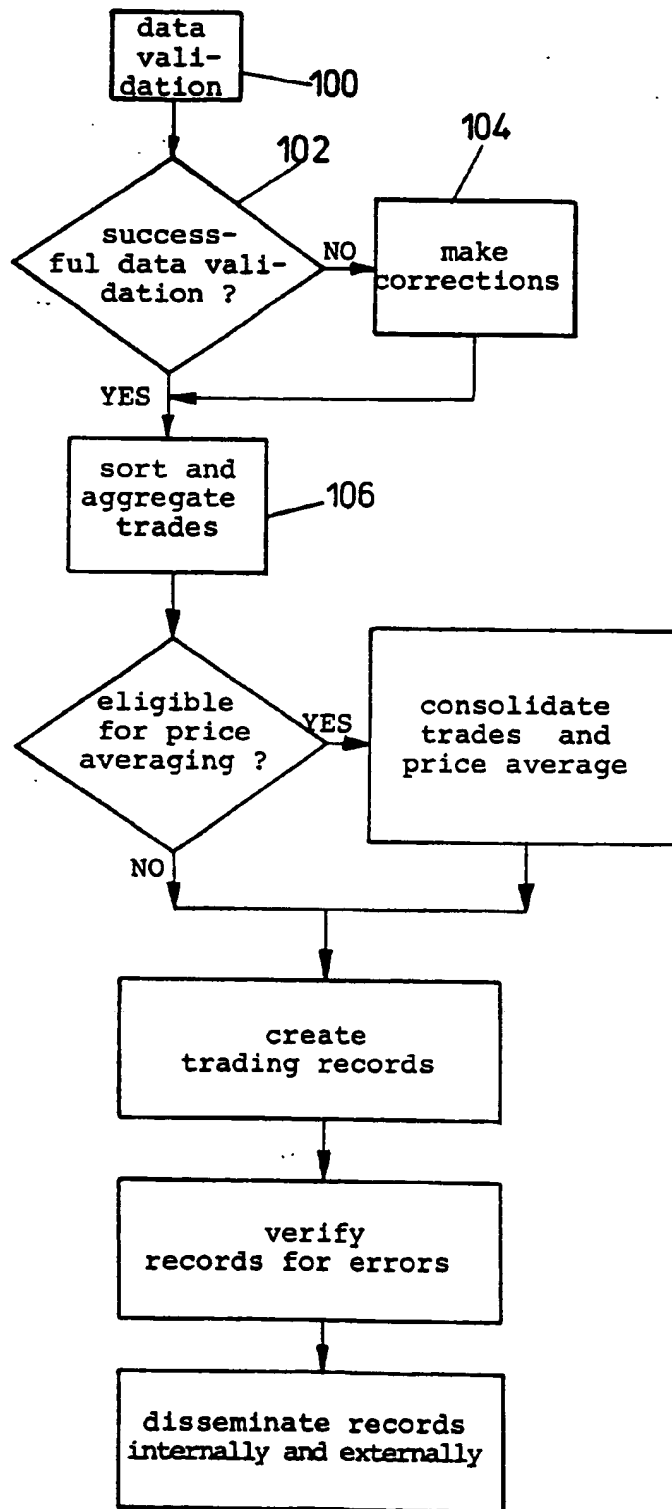 data
vali-
dation
100
102
success-
ful data vali-
dation ?
NO
104
make
corrections
YES
sort and
aggregate
trades
106
eligible
for price
averaging ?
YES
consolidate
trades and
price average
NO
create
trading records
verify
records for errors
disseminate records
internally and externally